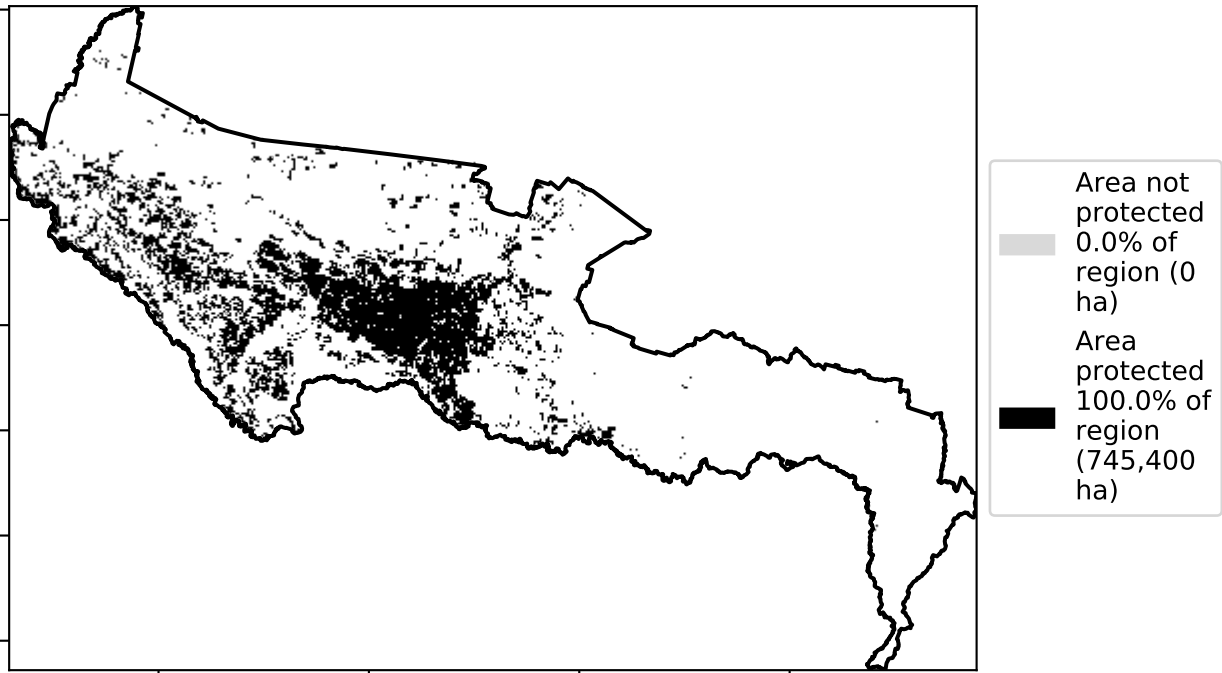 Area not
protected
0.0% of
region (0
ha)
Area
protected
100.0% of
region
(745,400
ha)